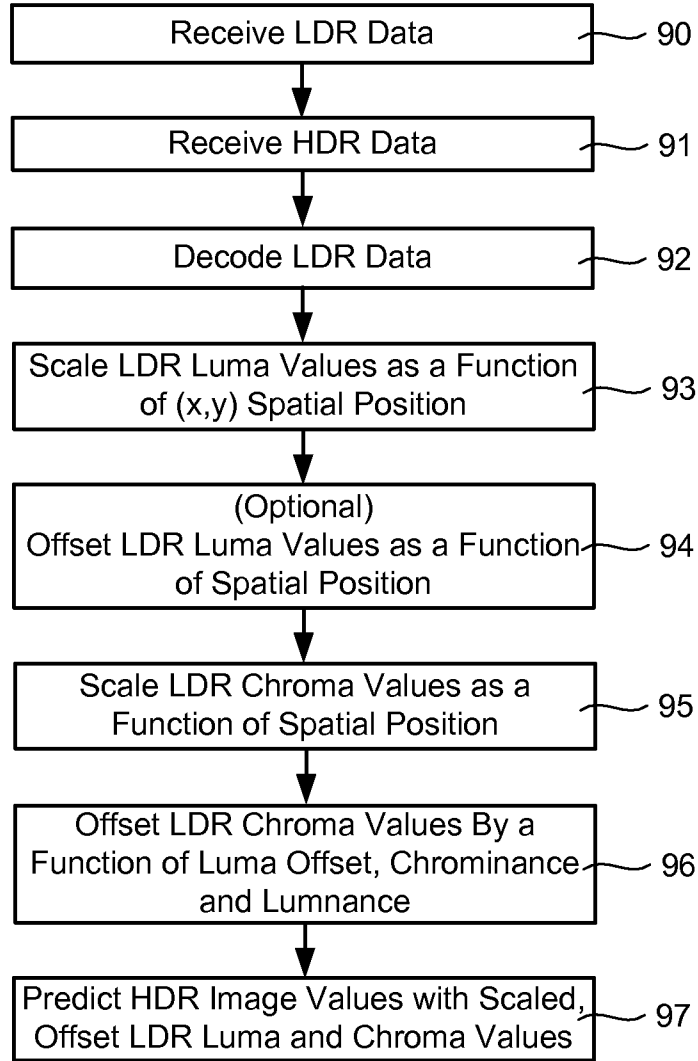 Receive LDR Data
90
Receive HDR Data
91
Decode LDR Data
92
Scale LDR Luma Values as a Function
of (x,y) Spatial Position
93
(Optional)
Offset LDR Luma Values as a Function
of Spatial Position
94
Scale LDR Chroma Values as a
Function of Spatial Position
95
Offset LDR Chroma Values By a
Function of Luma Offset, Chrominance
and Lumnance
96
Predict HDR Image Values with Scaled,
Offset LDR Luma and Chroma Values
97